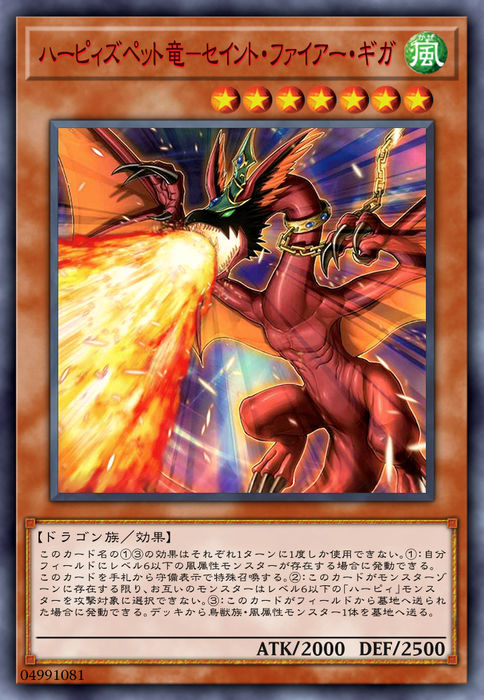 ハーピィズペット竜－セイント・ファイアー・ギガ
かぜ
風
【ドラゴン族／効果】
このカード名の①③の効果はそれぞれ1ターンに1度しか使用できない。①：自分
フィールドにレベル6以下の風属性モンスターが存在する場合に発動できる。
このカードを手札から守備表示で特殊召喚する。②：このカードがモンスターゾ
ーンに存在する限り、お互いのモンスターはレベル6以下の「ハーピィ」モンス
ターを攻撃対象に選択できない。③：このカードがフィールドから墓地へ送られ
た場合に発動できる。デッキから鳥獣族・風属性モンスター1体を墓地へ送る。
ATK/2000 DEF/2500
04991081